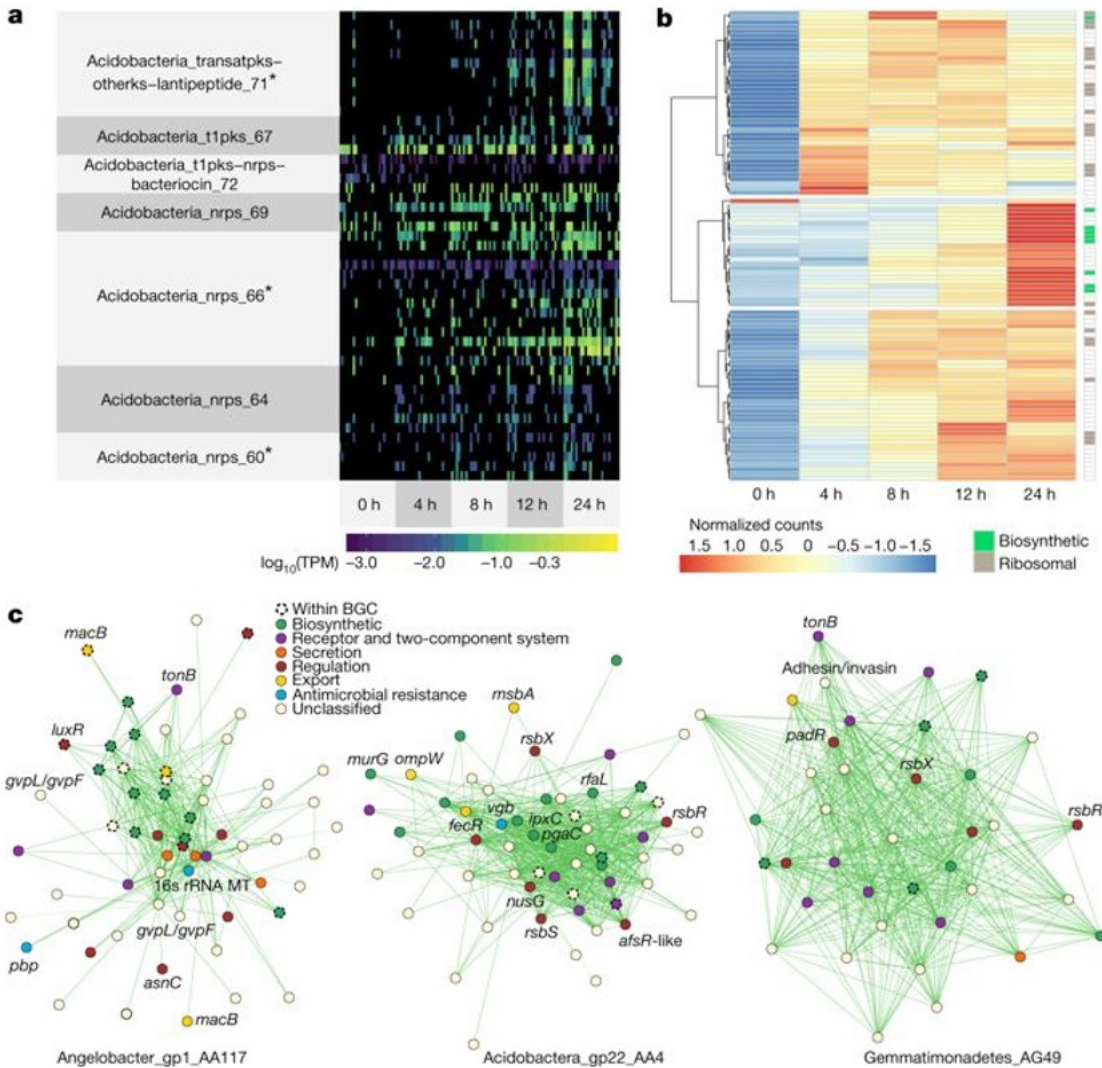 a
Acidobacteria_transatpks-
otherks–lantipeptide_71*
Acidobacteria_t1pks_67
Acidobacteria_t1pks–nrps–
bacteriocin_72
Acidobacteria_nrps_69
Acidobacteria_nrps_66*
Acidobacteria_nrps_64
Acidobacteria_nrps_60*
0 h 4 h 8 h 12 h 24 h
log10(TPM)
−3.0 −2.0 −1.0 −0.3
b
0 h 4 h 8 h 12 h 24 h
Normalized counts
1.5 1.0 0.5 0 −0.5 −1.0 −1.5
Biosynthetic
Ribosomal
c
Within BGC
Biosynthetic
Receptor and two-component system
Secretion
Regulation
Export
Antimicrobial resistance
Unclassified
macB
tonB
luxR
gvpL/gvpF
16s rRNA MT
gvpL/gvpF
pbp
asnC
macB
Angelobacter_gp1_AA117
msbA
rsbX
murG
ompW
rfaL
vgb
lpxC
rsbR
fecR
pgaC
nusG
rsbS
afsR-like
Acidobactera_gp22_AA4
tonB
Adhesin/invasin
padR
rsbX
rsbR
Gemmatimonadetes_AG49